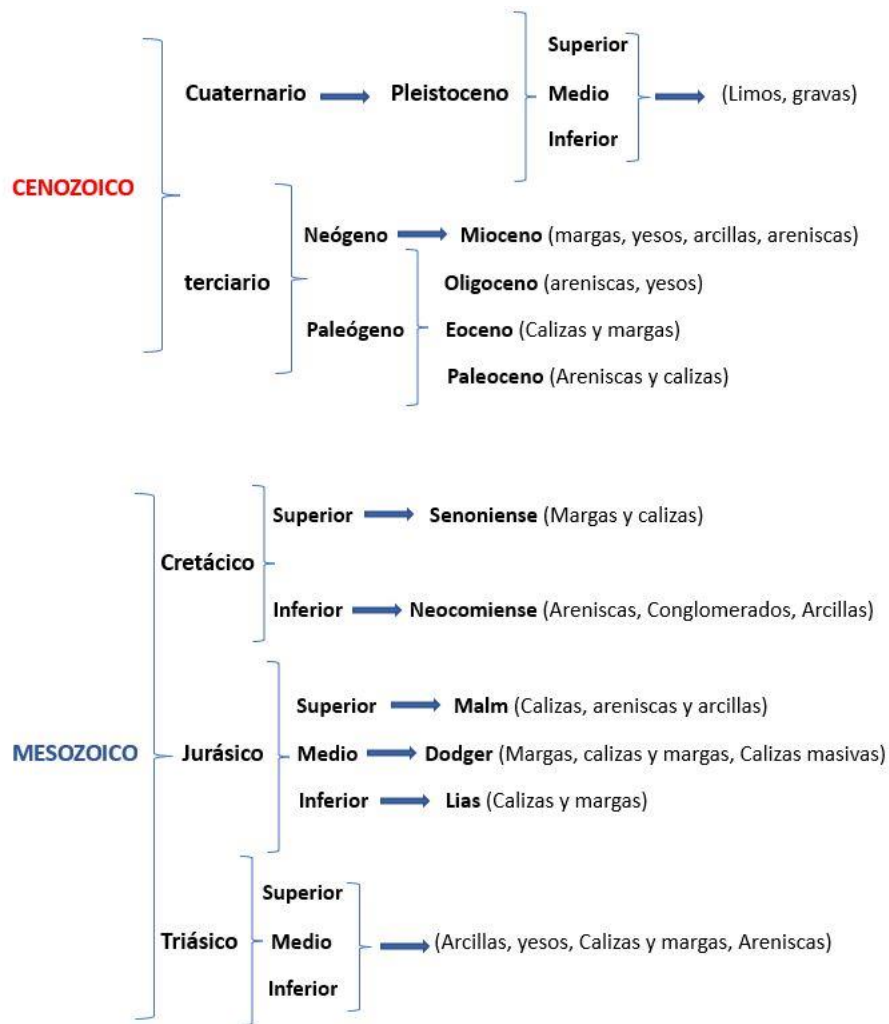 Superior
Cuaternario Pleistoceno Medio (Limos, gravas)
Inferior
CENOZOICO
Neógeno Mioceno (margas, yesos, arcillas, areniscas)
terciario Oligoceno (areniscas, yesos)
Paleógeno Eoceno (Calizas y margas)
Paleoceno (Areniscas y calizas)
Superior Senoniense (Margas y calizas)
Cretácico
Inferior Neocomiense (Areniscas, Conglomerados, Arcillas)
Superior Malm (Calizas, areniscas y arcillas)
MESOZOICO Jurásico Medio Dodger (Margas, calizas y margas, Calizas masivas)
Inferior Lias (Calizas y margas)
Superior
Triásico Medio (Arcillas, yesos, Calizas y margas, Areniscas)
Inferior